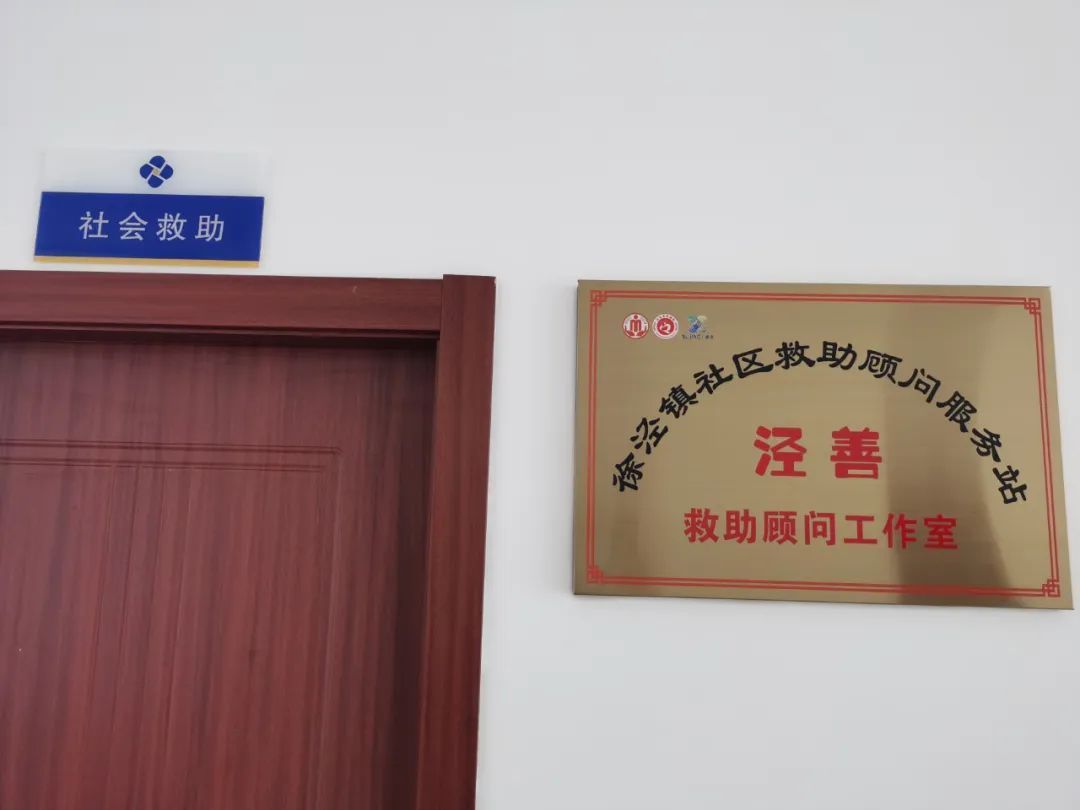 社会救助
徐泾镇社区救助顾问服务站
泾善
救助顾问工作室